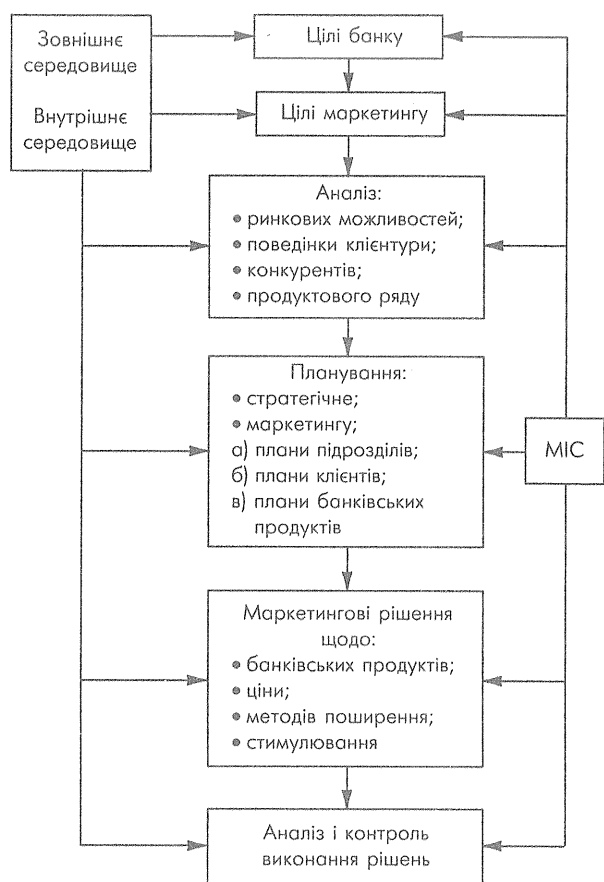 Зовнішнє
середовище
Внутрішнє
середовище
Цілі банку
Цілі маркетингу
Аналіз:
• ринкових можливостей;
• поведінки клієнтури;
• конкурентів;
• продуктового ряду
Планування:
• стратегічне;
• маркетингу;
а) плани підрозділів;
б) плани клієнтів;
в) плани банківських
продуктів
МІС
Маркетингові рішення
щодо:
• банківських продуктів;
• ціни;
• методів поширення;
• стимулювання
Аналіз і контроль
виконання рішень